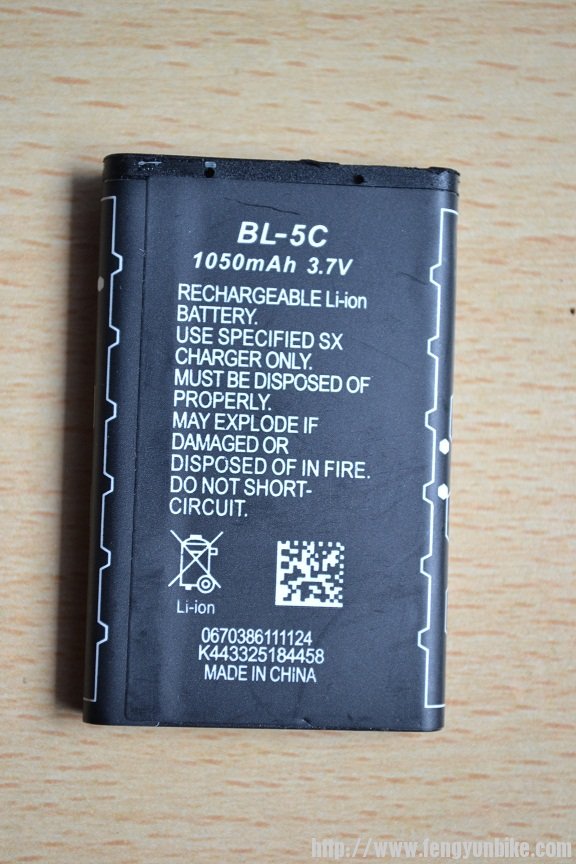 BL-5C
1050mAh 3.7V
RECHARGEABLE Li-ion
BATTERY.
USE SPECIFIED SX
CHARGER ONLY.
MUST BE DISPOSED OF
PROPERLY.
MAY EXPLODE IF
DAMAGED OR
DISPOSED OF IN FIRE.
DO NOT SHORT-
CIRCUIT.
Li-ion
0670386111124
K443325184458
MADE IN CHINA
http://www.fengyunbike.com